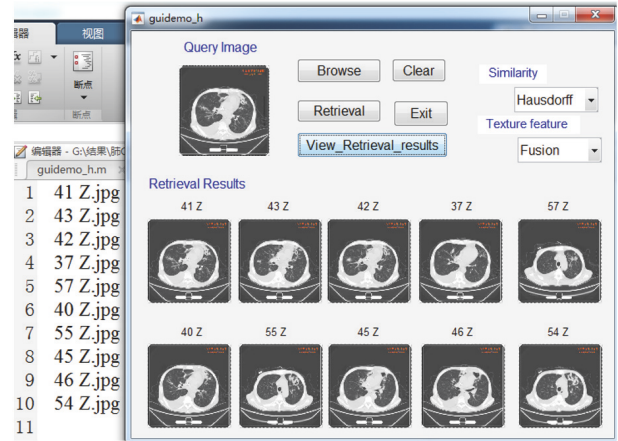 视图
断点
断点
编辑器 - G:\结果\肺
guidemo_h.m
1 41 Z.jpg
2 43 Z.jpg
3 42 Z.jpg
4 37 Z.jpg
5 57 Z.jpg
6 40 Z.jpg
7 55 Z.jpg
8 45 Z.jpg
9 46 Z.jpg
10 54 Z.jpg
11
guidemo_h
Query Image
Browse Clear
Similarity
Retrieval Exit
Hausdorff
Texture feature
View_Retrieval_results
Fusion
Retrieval Results
41 Z 43 Z 42 Z 37 Z 57 Z
40 Z 55 Z 45 Z 46 Z 54 Z